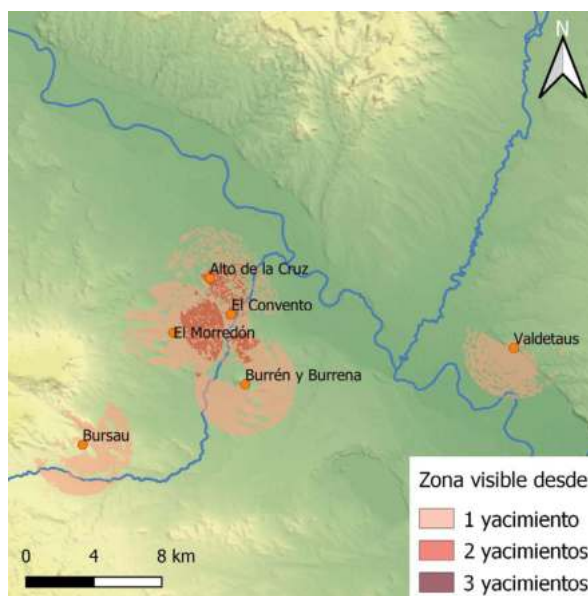 N
Alto de la Cruz
El Convento
El Morredón
Valdetaus
Burrén y Burrena
Bursau
Zona visible desde
1 yacimiento
2 yacimientos
3 yacimientos
0 4 8 km